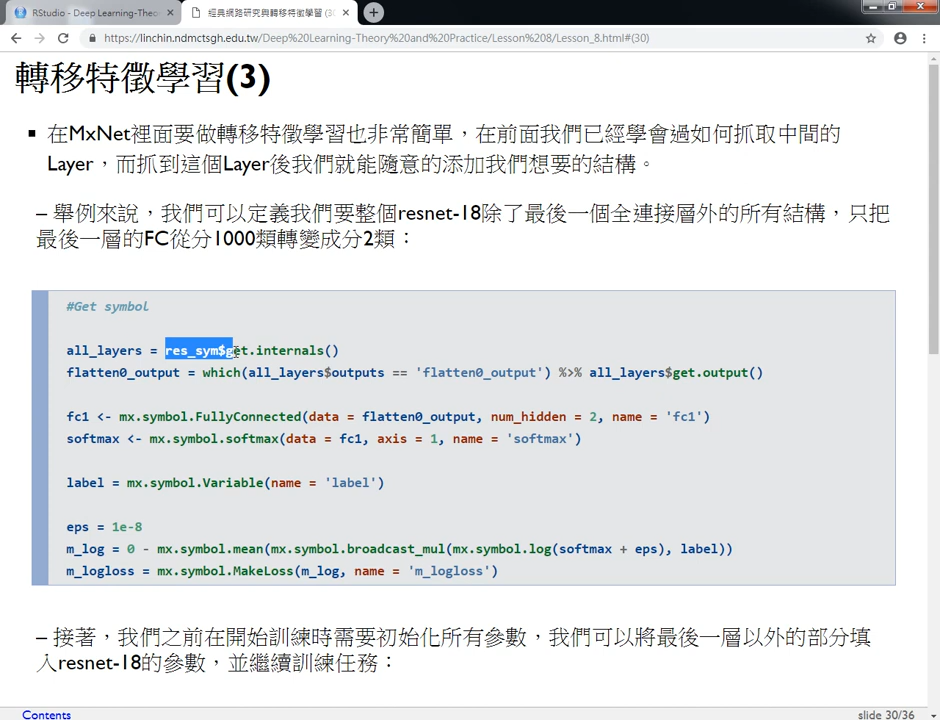 RStudio - Deep Learning-Theo
經典網路研究與轉移特徵學習 (30
https://linchin.ndmctsgh.edu.tw/Deep%20Learning-Theory%20and%20Practice/Lesson%208/Lesson_8.html#(30)
轉移特徵學習(3)
在MxNet裡面要做轉移特徵學習也非常簡單，在前面我們已經學會過如何抓取中間的
Layer，而抓到這個Layer後我們就能隨意的添加我們想要的結構。
– 舉例來說，我們可以定義我們要整個resnet-18除了最後一個全連接層外的所有結構，只把
最後一層的FC從分1000類轉變成分2類：
#Get symbol
all_layers = res_sym$get.internals()
flatten0_output = which(all_layers$outputs == 'flatten0_output') %>% all_layers$get.output()
fc1 <- mx.symbol.FullyConnected(data = flatten0_output, num_hidden = 2, name = 'fc1')
softmax <- mx.symbol.softmax(data = fc1, axis = 1, name = 'softmax')
label = mx.symbol.Variable(name = 'label')
eps = 1e-8
m_log = 0 - mx.symbol.mean(mx.symbol.broadcast_mul(mx.symbol.log(softmax + eps), label))
m_logloss = mx.symbol.MakeLoss(m_log, name = 'm_logloss')
– 接著，我們之前在開始訓練時需要初始化所有參數，我們可以將最後一層以外的部分填
入resnet-18的參數，並繼續訓練任務：
Contents
slide 30/36